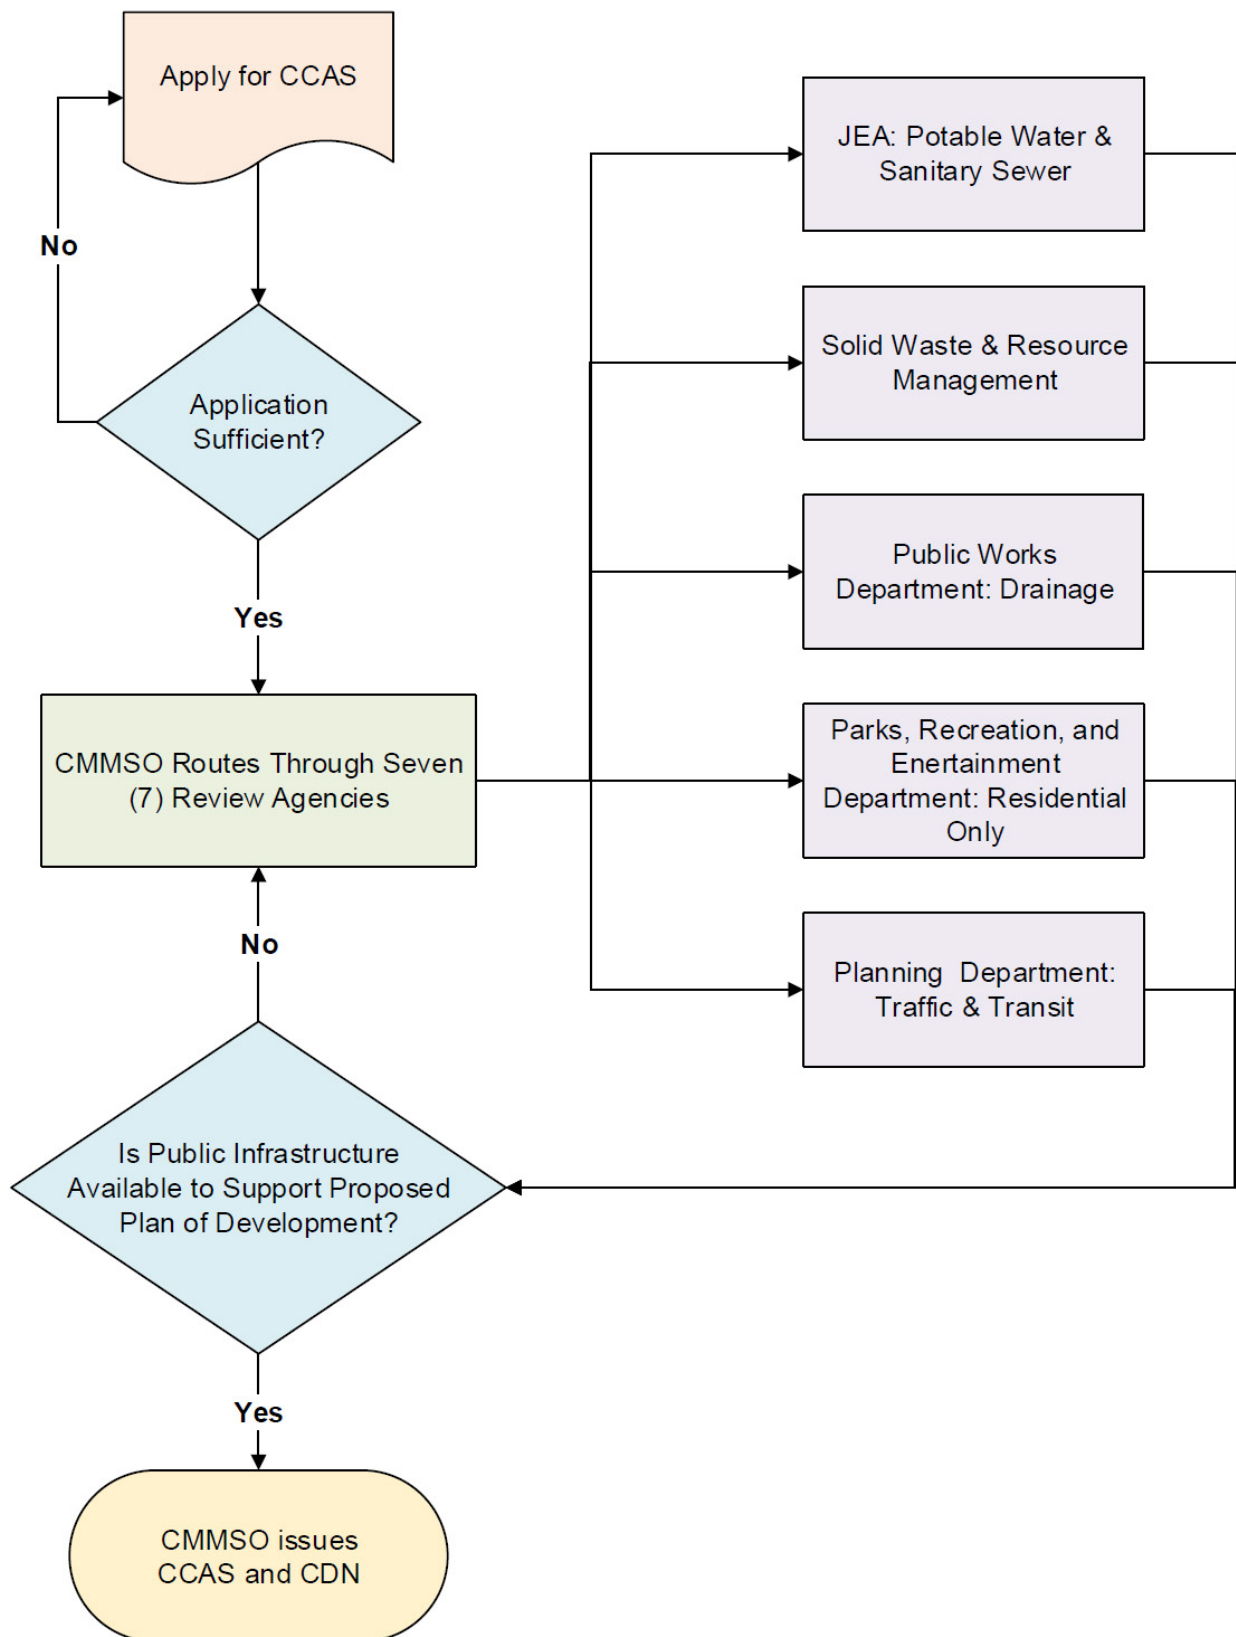 Apply for CCAS
No
Application
Sufficient?
Yes
CMMSO Routes Through Seven
(7) Review Agencies
JEA: Potable Water &
Sanitary Sewer
Solid Waste & Resource
Management
Public Works
Department: Drainage
Parks, Recreation, and
Enertainment
Department: Residential
Only
Planning Department:
Traffic & Transit
No
Is Public Infrastructure
Available to Support Proposed
Plan of Development?
Yes
CMMSO issues
CCAS and CDN